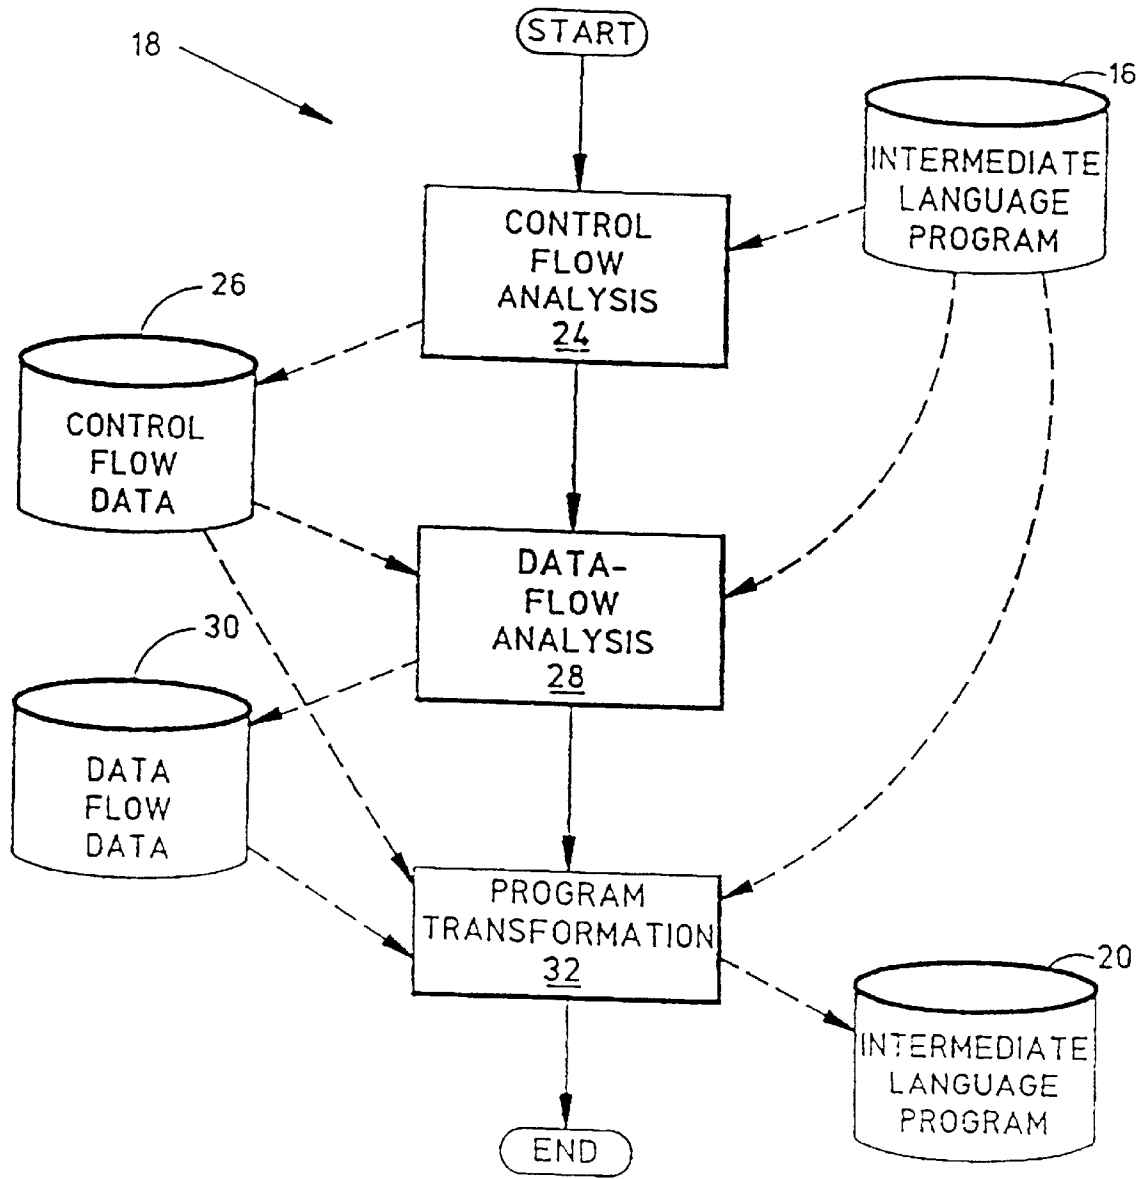 START
18
16
INTERMEDIATE
LANGUAGE
PROGRAM
CONTROL
FLOW
ANALYSIS
24
26
CONTROL
FLOW
DATA
DATA-
FLOW
ANALYSIS
28
30
DATA
FLOW
DATA
PROGRAM
TRANSFORMATION
32
20
INTERMEDIATE
LANGUAGE
PROGRAM
END